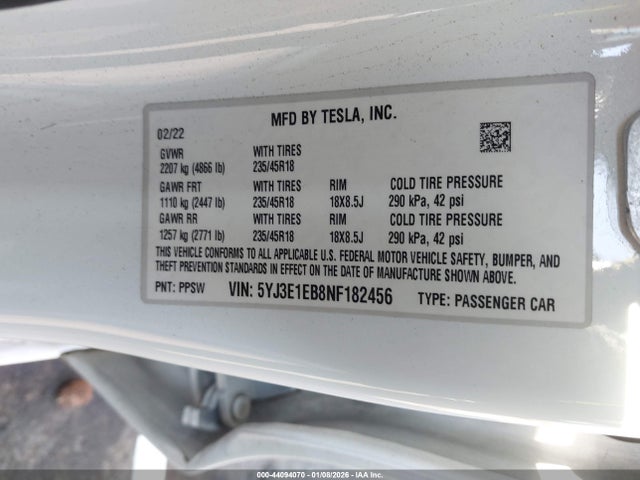 MFD BY TESLA, INC.
02/22
GVWR WITH TIRES
2207 kg (4866 lb) 235/45R18
GAWR FRT WITH TIRES RIM COLD TIRE PRESSURE
1110 kg (2447 lb) 235/45R18 18X8.5J 290 kPa, 42 psi
GAWR RR WITH TIRES RIM COLD TIRE PRESSURE
1257 kg (2771 lb) 235/45R18 18X8.5J 290 kPa, 42 psi
THIS VEHICLE CONFORMS TO ALL APPLICABLE U.S. FEDERAL MOTOR VEHICLE SAFETY, BUMPER, AND
THEFT PREVENTION STANDARDS IN EFFECT ON THE DATE OF MANUFACTURE SHOWN ABOVE.
PNT: PPSW VIN: 5YJ3E1EB8NF182456 TYPE: PASSENGER CAR
000-44094070 - 01/08/2026 - IAA Inc.